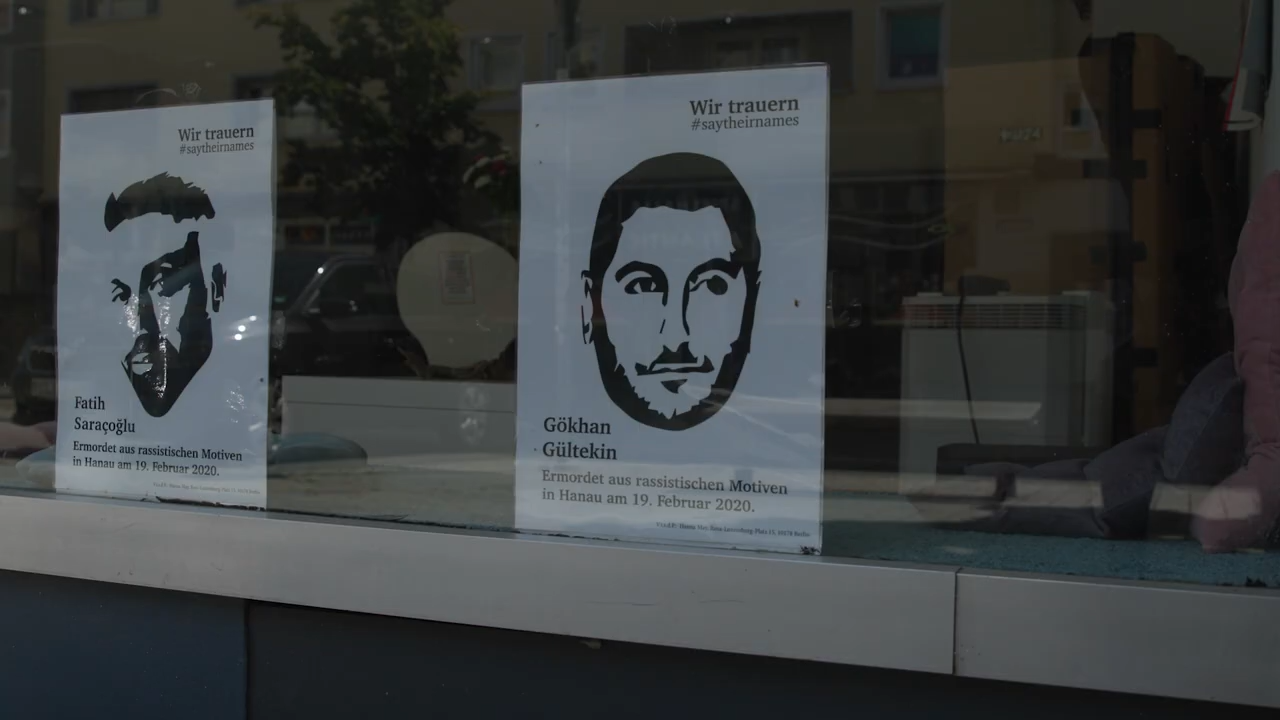 Wir trauern
#saytheirnames
Fatih
Saraçoğlu
Ermordet aus rassistischen Motiven
in Hanau am 19. Februar 2020.
Wir trauern
#saytheirnames
Gökhan
Gültekin
Ermordet aus rassistischen Motiven
in Hanau am 19. Februar 2020.